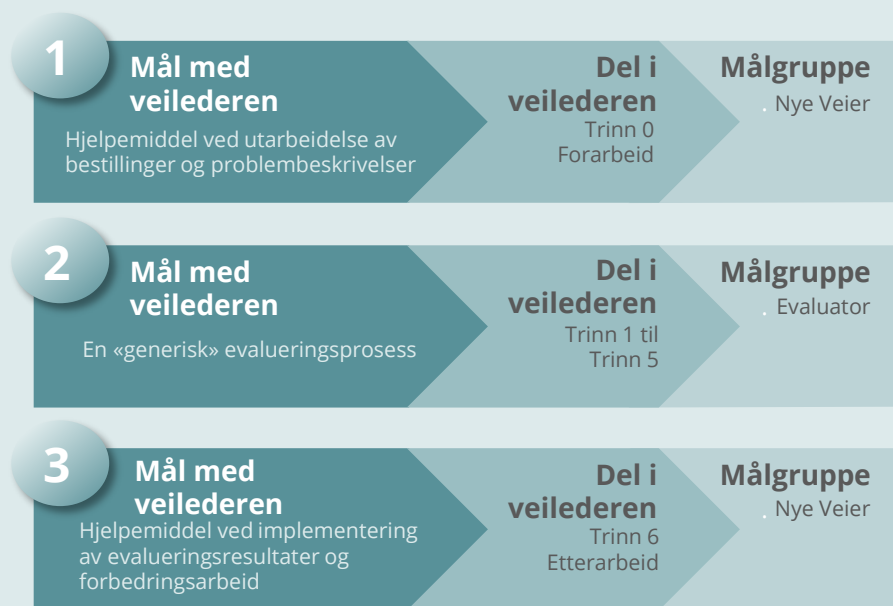 1
Mål med
veilederen
Hjelpemiddel ved utarbeidelse av
bestillinger og problembeskrivelser
Del i
veilederen
Trinn 0
Forarbeid
Målgruppe
. Nye Veier
2
Mål med
veilederen
En «generisk» evalueringsprosess
Del i
veilederen
Trinn 1 til
Trinn 5
Målgruppe
. Evaluator
3
Mål med
veilederen
Hjelpemiddel ved implementering
av evalueringsresultater og
forbedringsarbeid
Del i
veilederen
Trinn 6
Etterarbeid
Målgruppe
. Nye Veier